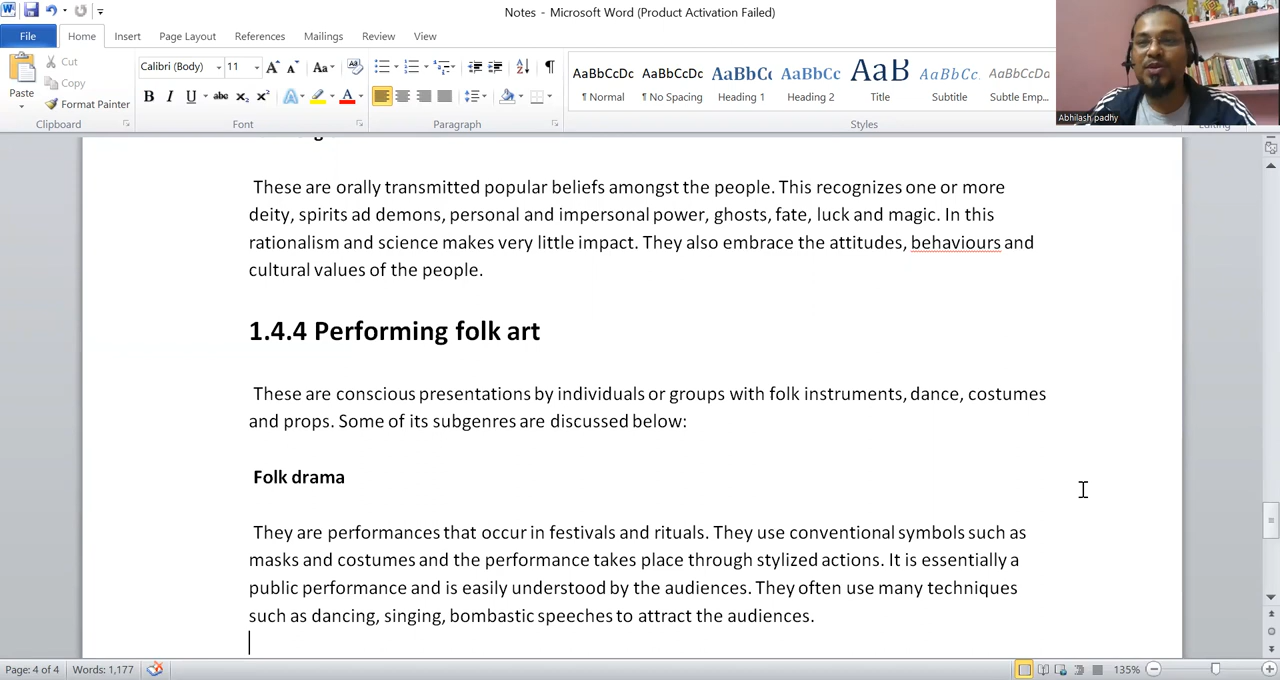 Notes - Microsoft Word (Product Activation Failed)
File Home Insert Page Layout References Mailings Review View
Cut
Copy
Paste
Format Painter
Calibri (Body) 11
AaBbCcDc AaBbCcDc AaBbC AaBbCc AaB AaBbCc. AaBbCcDa
¶ Normal ¶ No Spacing Heading 1 Heading 2 Title Subtitle Subtle Emp...
Clipboard Font Paragraph Styles
Abhilash padhy
These are orally transmitted popular beliefs amongst the people. This recognizes one or more
deity, spirits ad demons, personal and impersonal power, ghosts, fate, luck and magic. In this
rationalism and science makes very little impact. They also embrace the attitudes, behaviours and
cultural values of the people.
1.4.4 Performing folk art
These are conscious presentations by individuals or groups with folk instruments, dance, costumes
and props. Some of its subgenres are discussed below:
Folk drama
They are performances that occur in festivals and rituals. They use conventional symbols such as
masks and costumes and the performance takes place through stylized actions. It is essentially a
public performance and is easily understood by the audiences. They often use many techniques
such as dancing, singing, bombastic speeches to attract the audiences.
Page: 4 of 4 Words: 1,177 135%